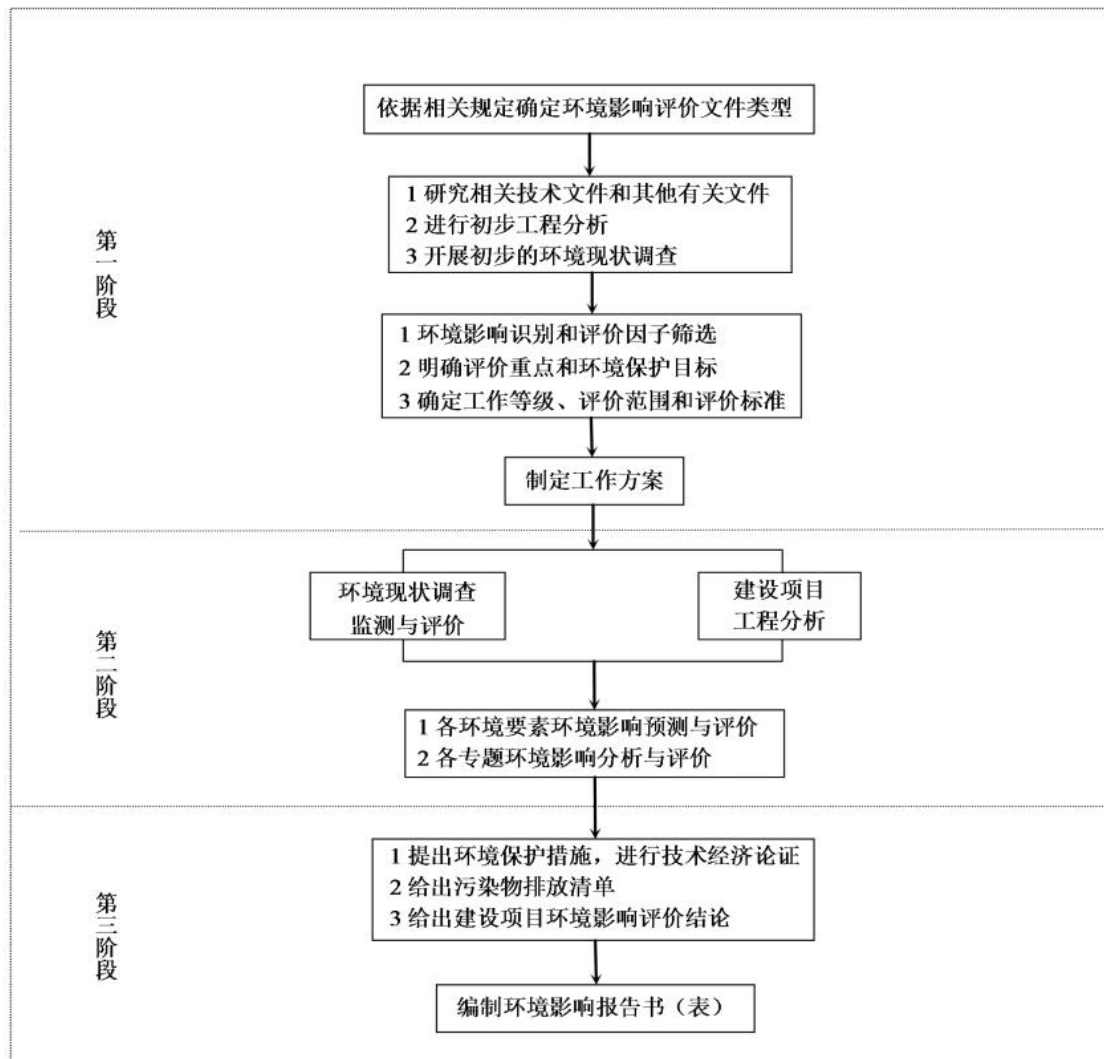 依据相关规定确定环境影响评价文件类型
1 研究相关技术文件和其他有关文件
2 进行初步工程分析
3 开展初步的环境现状调查
第一阶段
1 环境影响识别和评价因子筛选
2 明确评价重点和环境保护目标
3 确定工作等级、评价范围和评价标准
制定工作方案
第二阶段
环境现状调查
监测与评价
建设项目
工程分析
1 各环境要素环境影响预测与评价
2 各专题环境影响分析与评价
第三阶段
1 提出环境保护措施，进行技术经济论证
2 给出污染物排放清单
3 给出建设项目环境影响评价结论
编制环境影响报告书（表）